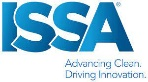 ISSA®
Advancing Clean.
Driving Innovation.